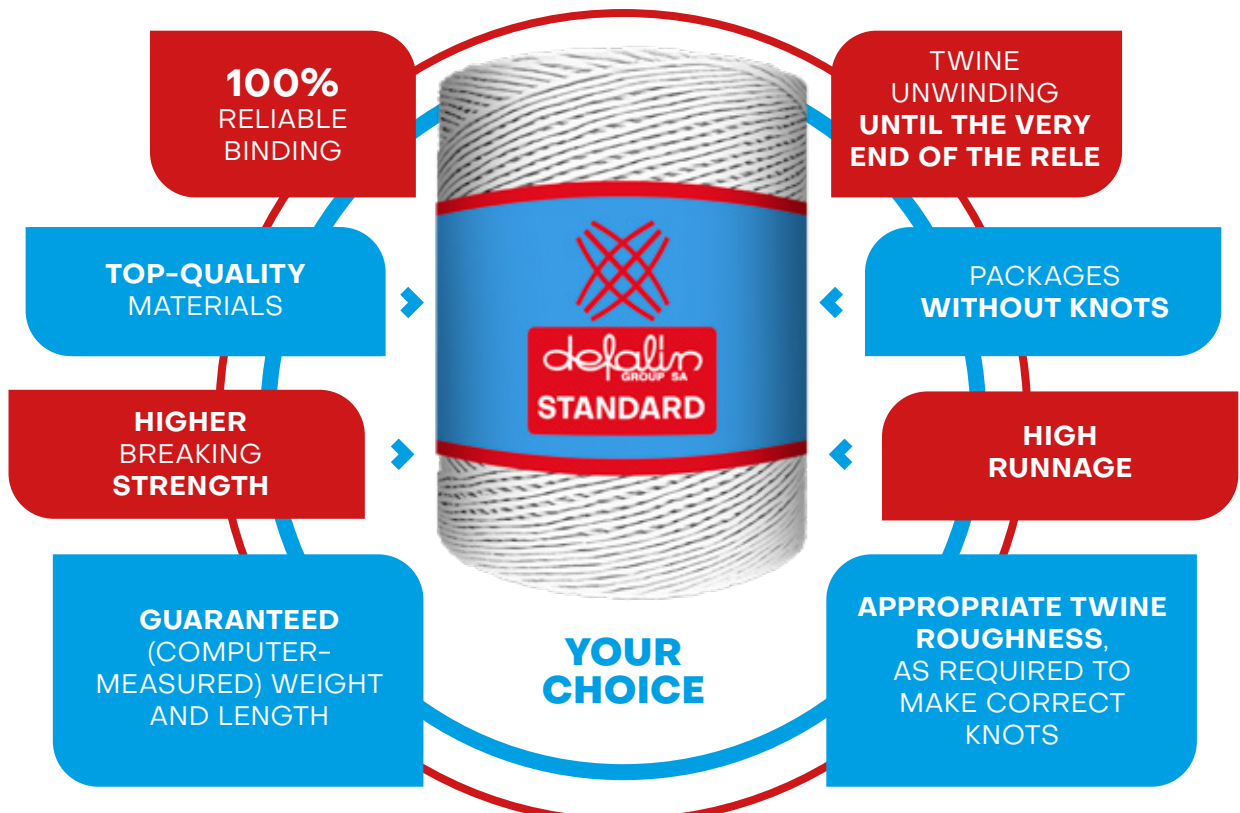 100%
RELIABLE
BINDING
TWINE
UNWINDING
UNTIL THE VERY
END OF THE RELE
TOP-QUALITY
MATERIALS
PACKAGES
WITHOUT KNOTS
defalin
GROUP SA
STANDARD
HIGHER
BREAKING
STRENGTH
HIGH
RUNNAGE
GUARANTEED
(COMPUTER-
MEASURED) WEIGHT
AND LENGTH
YOUR
CHOICE
APPROPRIATE TWINE
ROUGHNESS,
AS REQUIRED TO
MAKE CORRECT
KNOTS